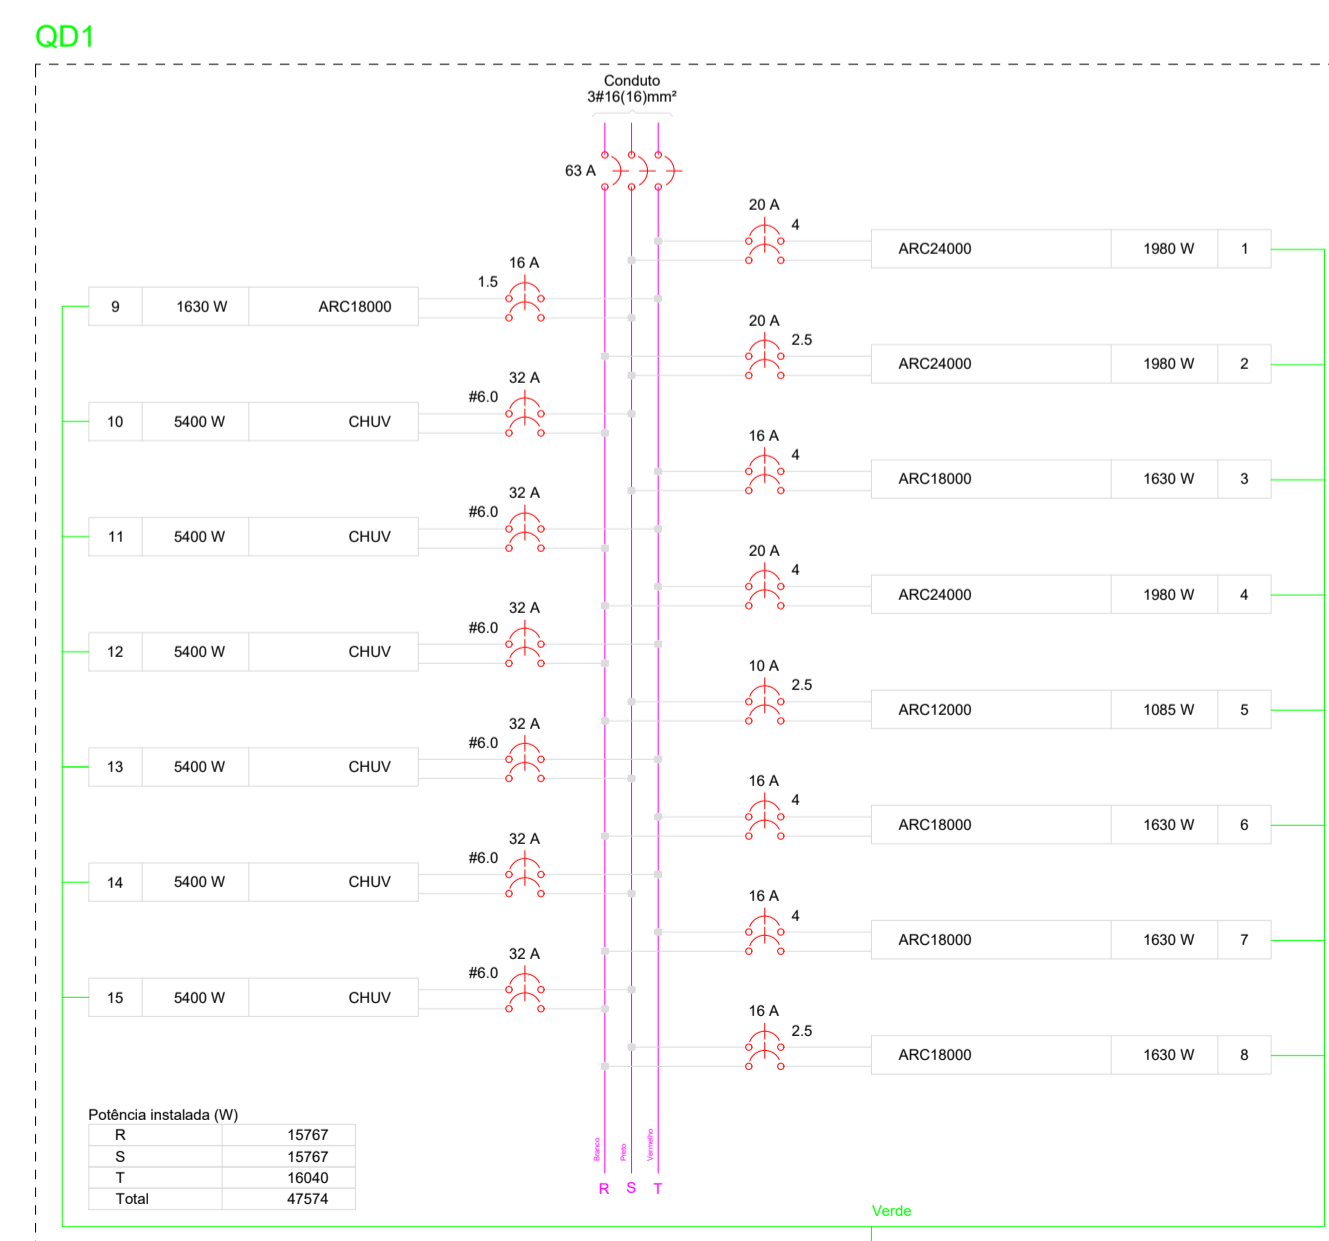 QD1
Conduto
3#16(16)mm²
63 A
20 A
4
ARC24000 1980 W 1
16 A
1.5
9 1630 W ARC18000
20 A
2.5
ARC24000 1980 W 2
32 A
#6.0
10 5400 W CHUV
16 A
4
ARC18000 1630 W 3
32 A
#6.0
11 5400 W CHUV
20 A
4
ARC24000 1980 W 4
32 A
#6.0
12 5400 W CHUV
10 A
2.5
ARC12000 1085 W 5
32 A
#6.0
13 5400 W CHUV
16 A
4
ARC18000 1630 W 6
32 A
#6.0
14 5400 W CHUV
16 A
4
ARC18000 1630 W 7
32 A
#6.0
15 5400 W CHUV
16 A
2.5
ARC18000 1630 W 8
Potência instalada (W)
R 15767
S 15767
T 16040
Total 47574
Branco
Preto
Vermelho
R S T
Verde